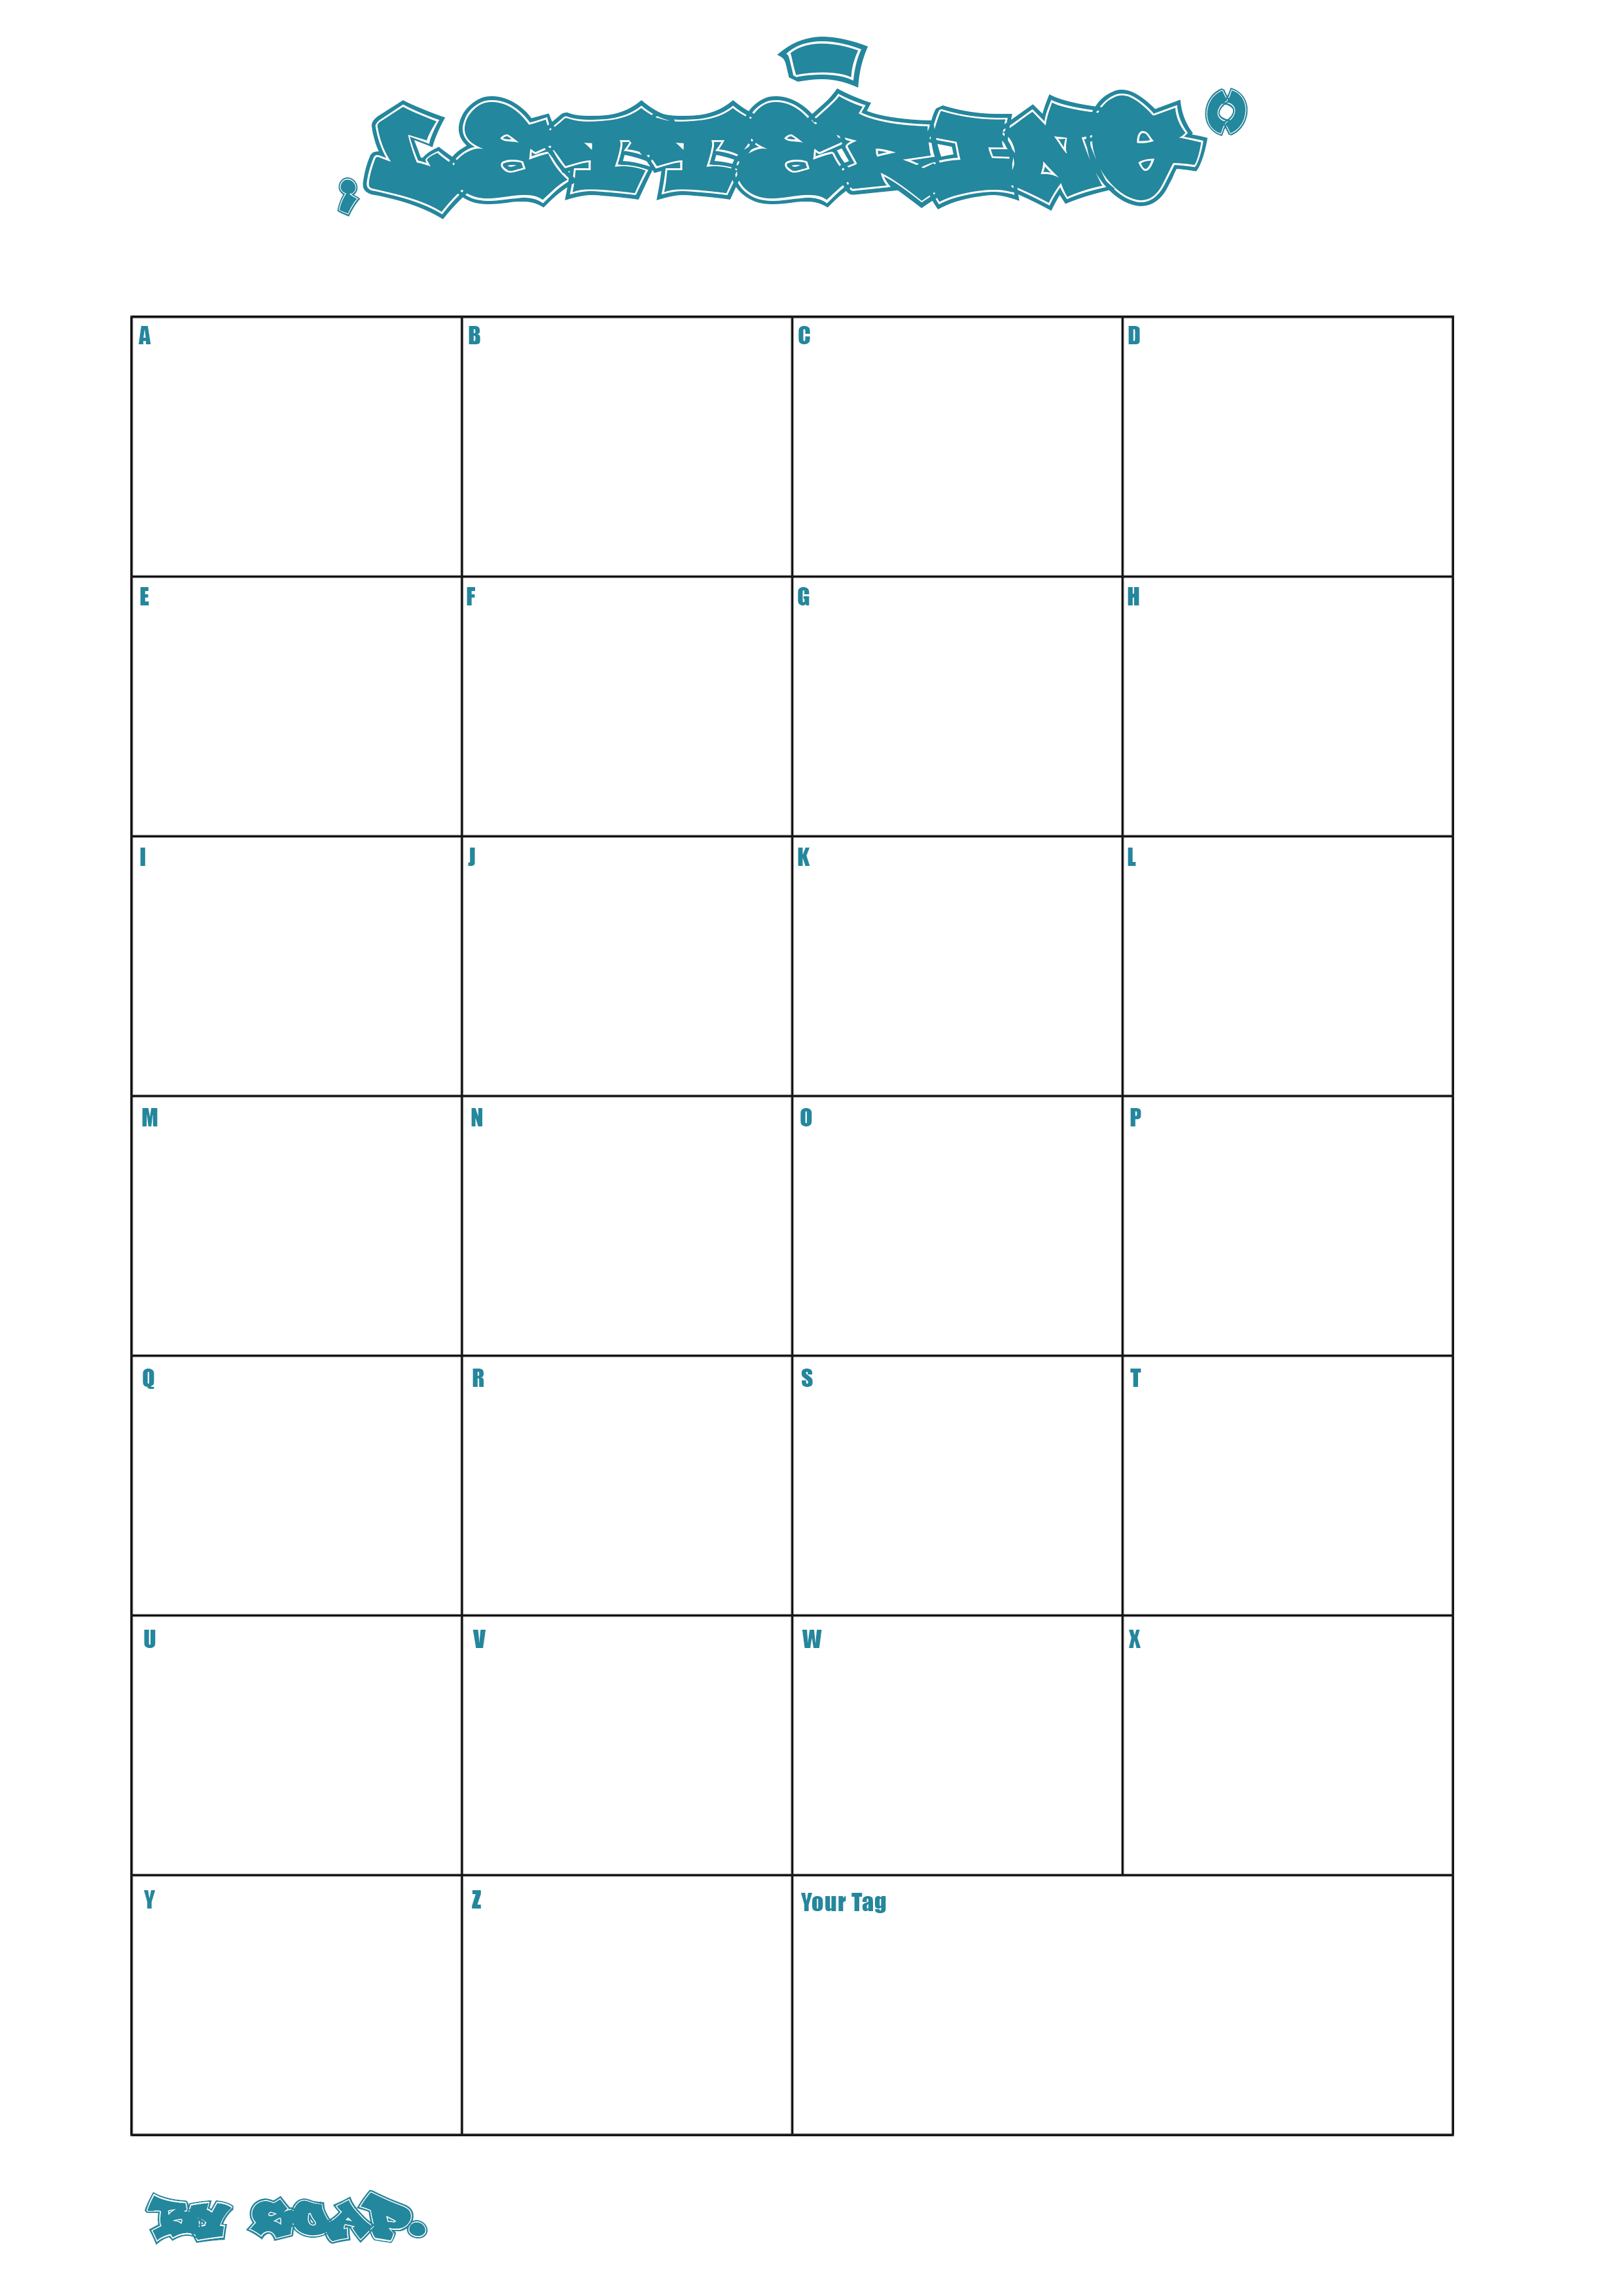 LETTERING
A B C D
E F G H
I J K L
M N O P
Q R S T
U V W X
Y Z Your Tag
BY SOAP.